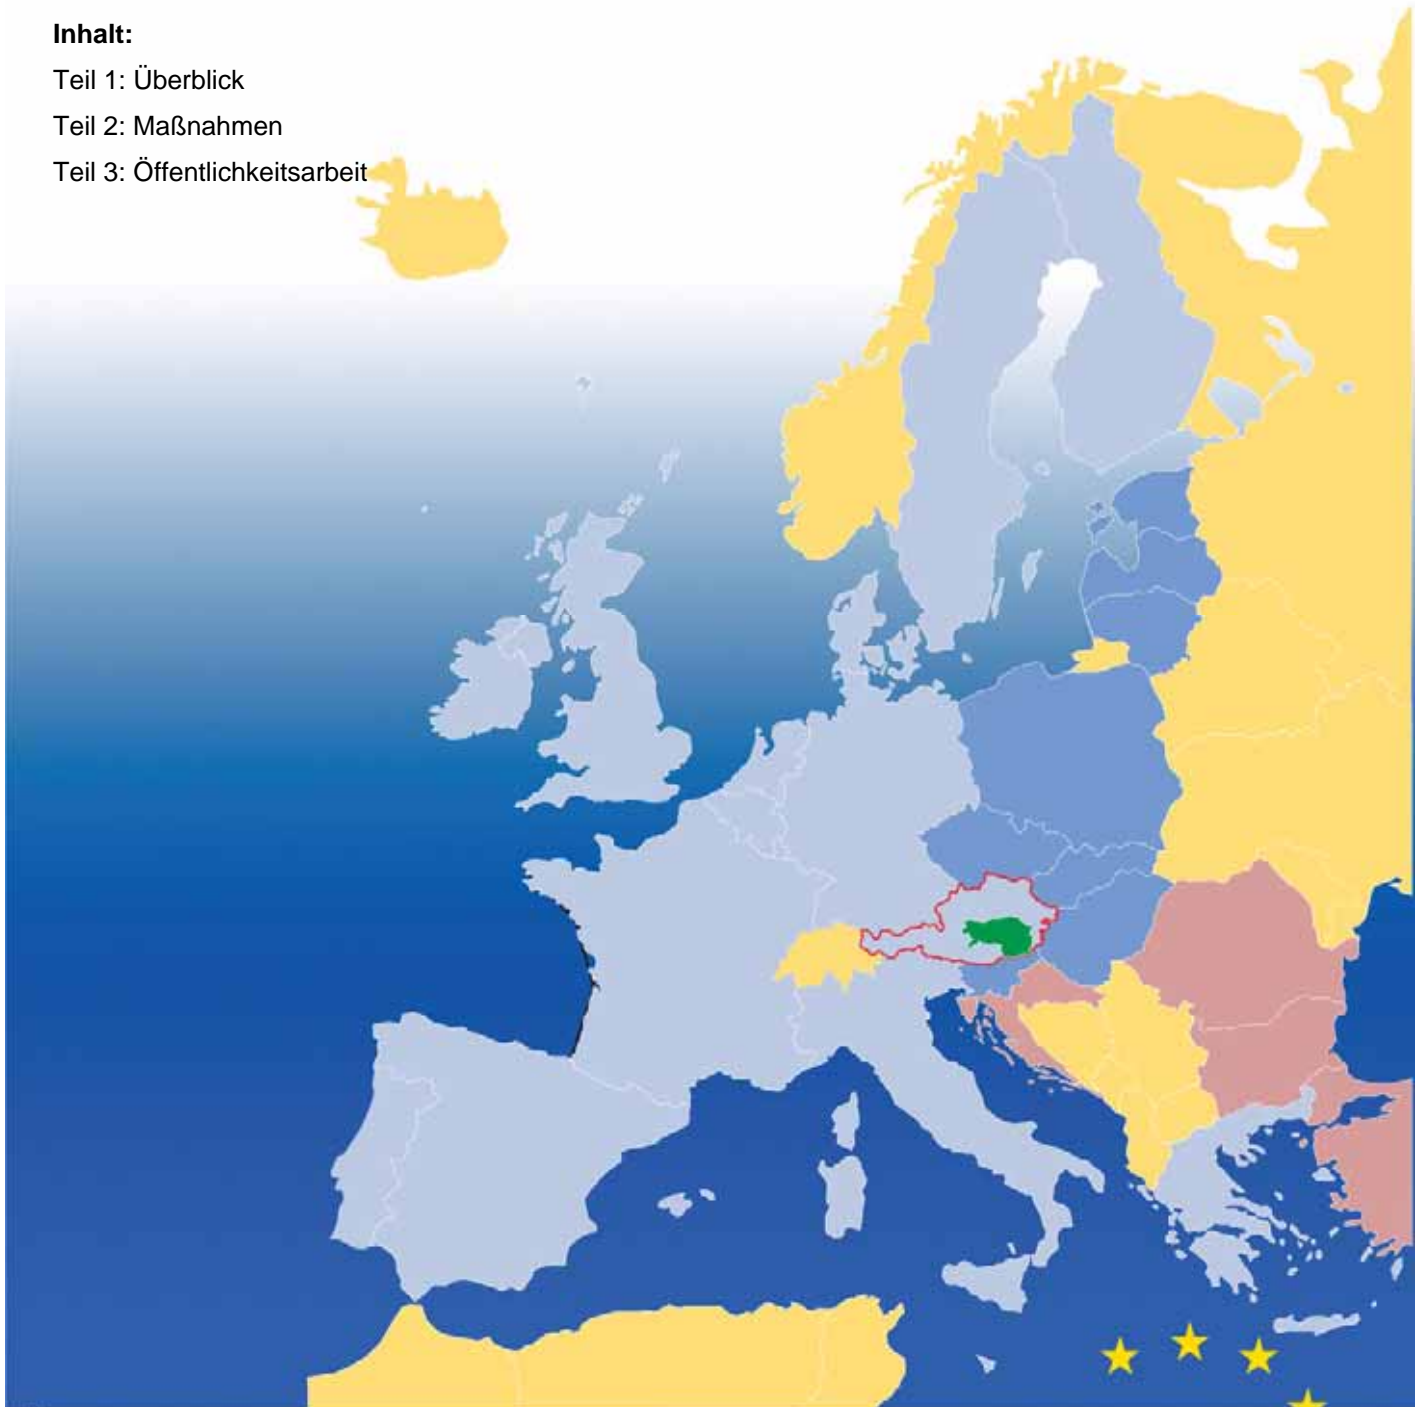 Inhalt:
Teil 1: Überblick
Teil 2: Maßnahmen
Teil 3: Öffentlichkeitsarbeit